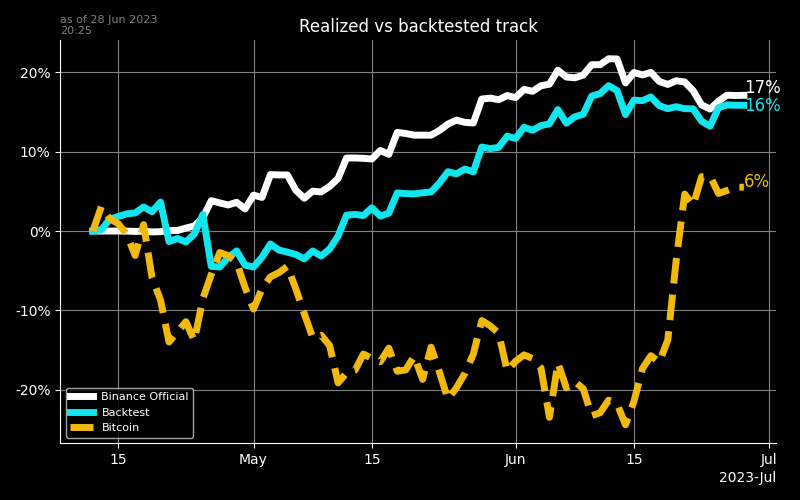 as of 28 Jun 2023
20:25
Realized vs backtested track
20%
10%
0%
-10%
-20%
17%
16%
6%
Binance Official
Backtest
Bitcoin
15
May
15
Jun
15
Jul
2023-Jul